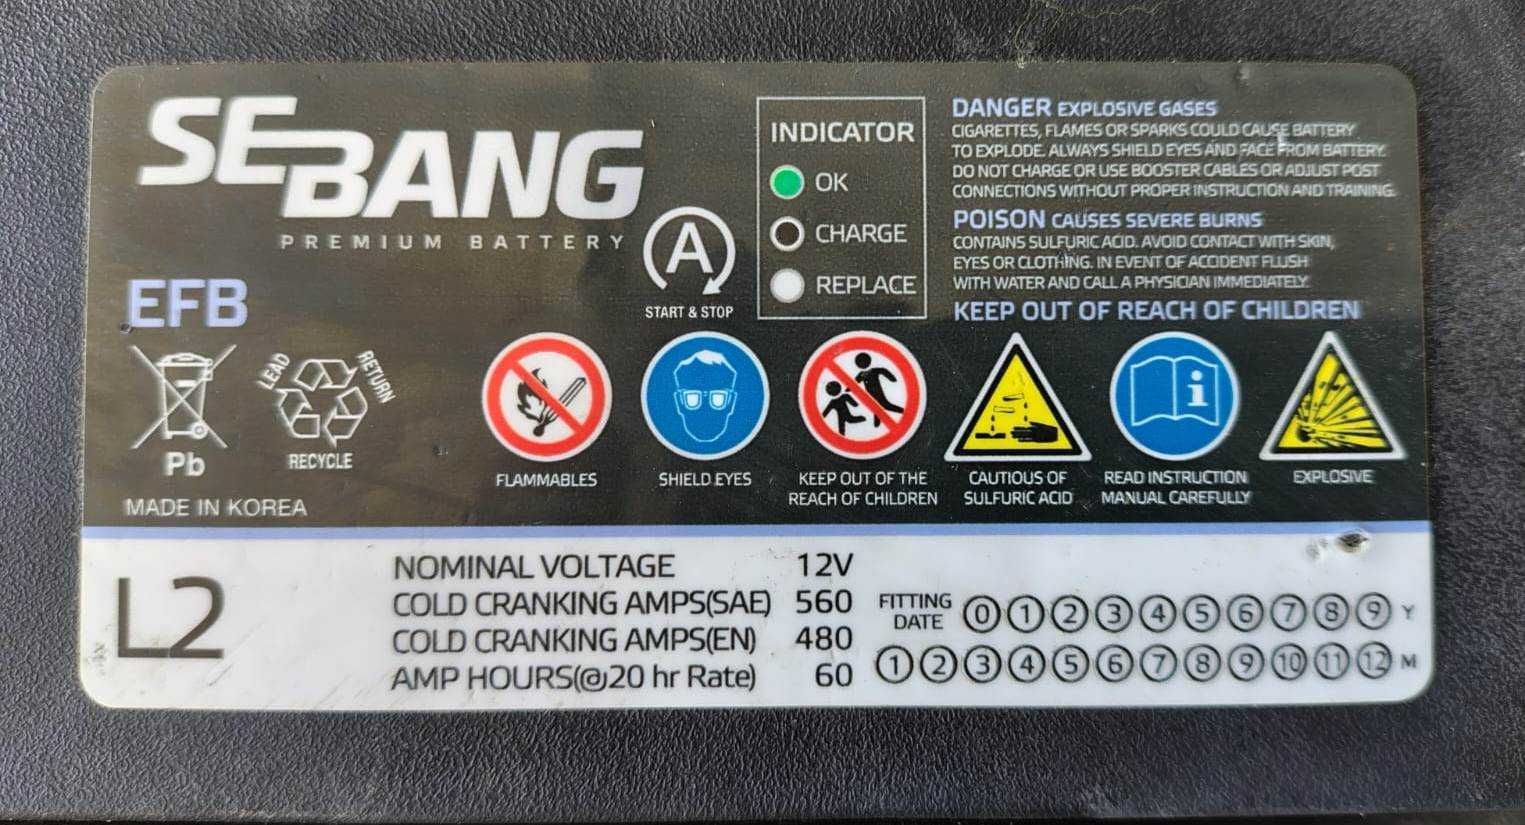 SEBANG
PREMIUM BATTERY
A
START & STOP
EFB
Pb
LEAD RETURN
RECYCLE
MADE IN KOREA
INDICATOR
OK
CHARGE
REPLACE
DANGER EXPLOSIVE GASES
CIGARETTES, FLAMES OR SPARKS COULD CAUSE BATTERY
TO EXPLODE. ALWAYS SHIELD EYES AND FACE FROM BATTERY.
DO NOT CHARGE OR USE BOOSTER CABLES OR ADJUST POST
CONNECTIONS WITHOUT PROPER INSTRUCTION AND TRAINING.
POISON CAUSES SEVERE BURNS
CONTAINS SULFURIC ACID. AVOID CONTACT WITH SKIN,
EYES OR CLOTHING. IN EVENT OF ACCIDENT FLUSH
WITH WATER AND CALL A PHYSICIAN IMMEDIATELY.
KEEP OUT OF REACH OF CHILDREN
FLAMMABLES
SHIELD EYES
KEEP OUT OF THE
REACH OF CHILDREN
CAUTIOUS OF
SULFURIC ACID
i
READ INSTRUCTION
MANUAL CAREFULLY
EXPLOSIVE
L2
NOMINAL VOLTAGE 12V
COLD CRANKING AMPS(SAE) 560
COLD CRANKING AMPS(EN) 480
AMP HOURS(@20 hr Rate) 60
FITTING
DATE
0 1 2 3 4 5 6 7 8 9 Y
1 2 3 4 5 6 7 8 9 10 11 12 M